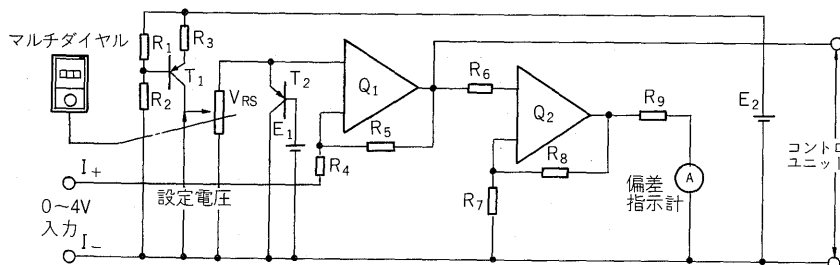 マルチダイヤル
R₁
R₃
T₁
R₂
V_RS
T₂
E₁
Q₁
R₅
R₄
R₆
Q₂
R₈
R₇
R₉
E₂
A
偏差
指示計
コントロ
ユニット
I₊
設定電圧
0～4V
入力
I₋